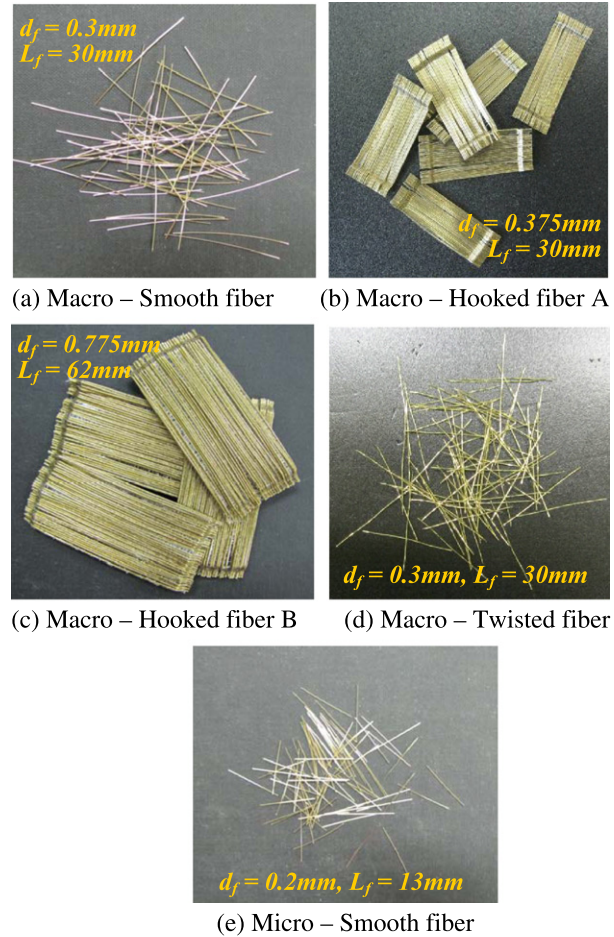 d_f = 0.3mm
L_f = 30mm
(a) Macro – Smooth fiber
d_f = 0.375mm
L_f = 30mm
(b) Macro – Hooked fiber A
d_f = 0.775mm
L_f = 62mm
(c) Macro – Hooked fiber B
d_f = 0.3mm, L_f = 30mm
(d) Macro – Twisted fiber
d_f = 0.2mm, L_f = 13mm
(e) Micro – Smooth fiber